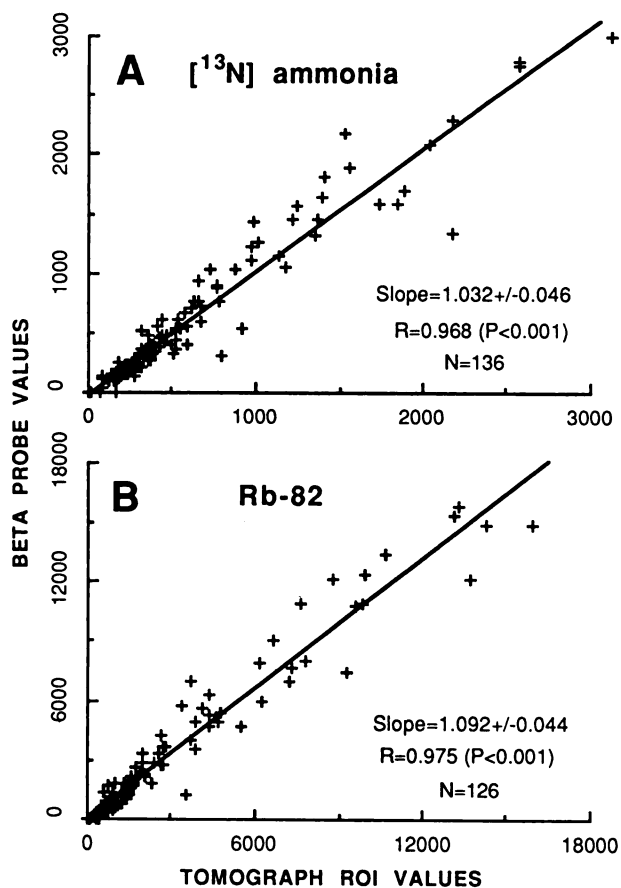 BETA PROBE VALUES
3000
2000
1000
0
A [¹³N] ammonia
Slope=1.032+/-0.046
R=0.968 (P<0.001)
N=136
0 1000 2000 3000
18000
12000
6000
0
B Rb-82
Slope=1.092+/-0.044
R=0.975 (P<0.001)
N=126
0 6000 12000 18000
TOMOGRAPH ROI VALUES